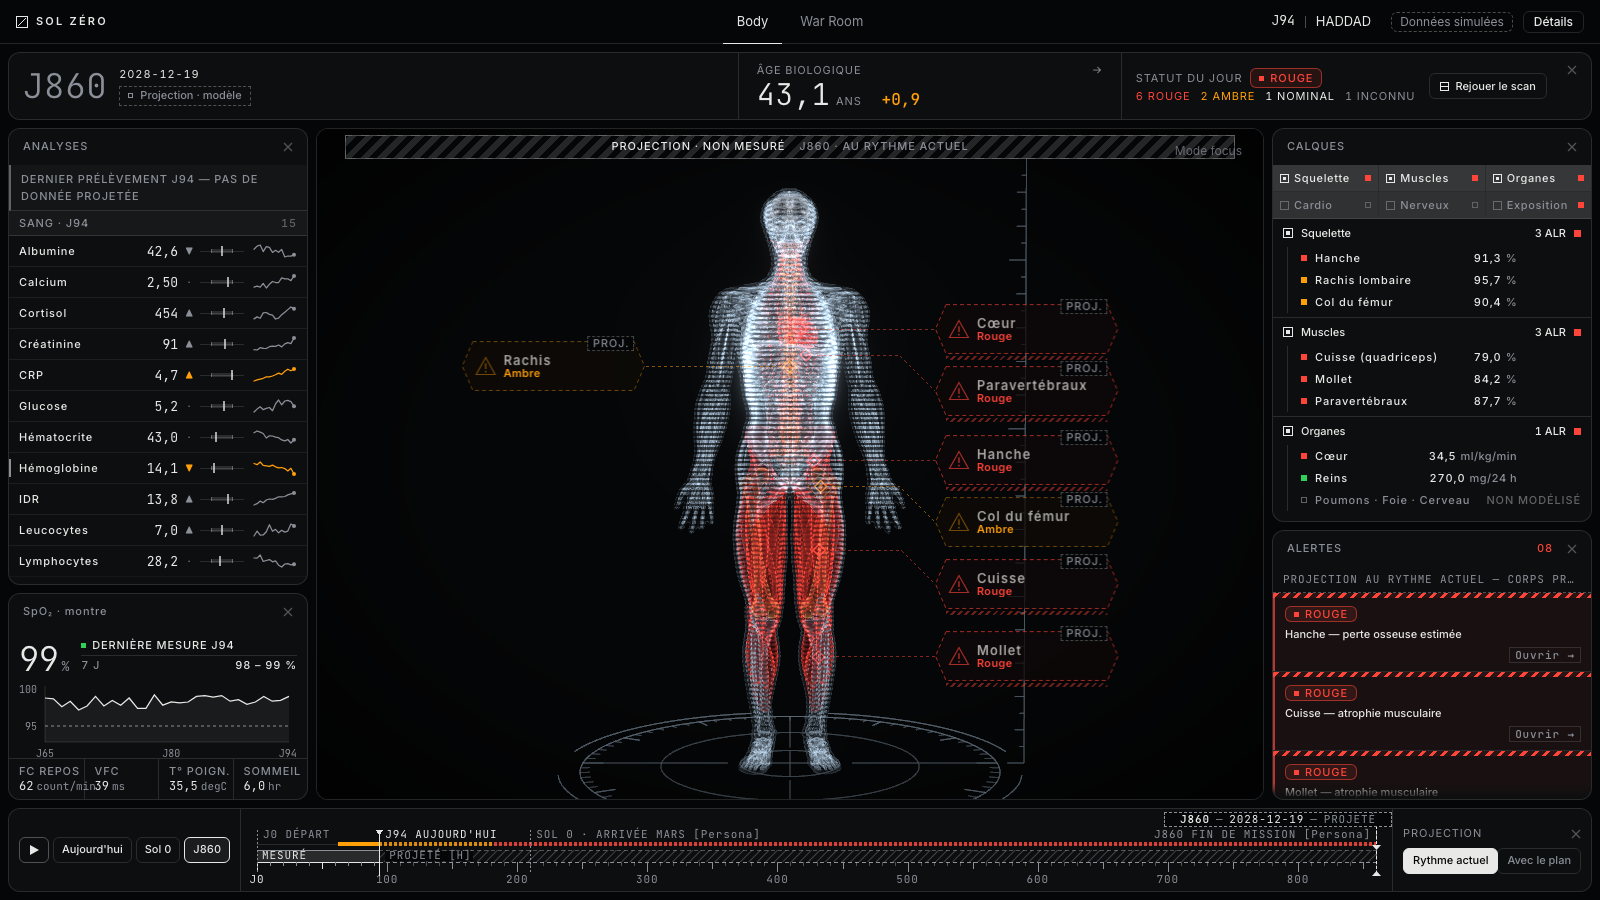 SOL ZÉRO
Body
War Room
J94 | HADDAD
Données simulées
Détails
J860
2028-12-19
Projection · modèle
ÂGE BIOLOGIQUE →
43,1 ANS +0,9
STATUT DU JOUR ROUGE
6 ROUGE 2 AMBRE 1 NOMINAL 1 INCONNU
Rejouer le scan
ANALYSES
DERNIER PRÉLÈVEMENT J94 — PAS DE
DONNÉE PROJETÉE
SANG · J94 15
Albumine 42,6 ▼
Calcium 2,50 ·
Cortisol 454 ▲
Créatinine 91 ▲
CRP 4,7 ▲
Glucose 5,2 ·
Hématocrite 43,0 ·
Hémoglobine 14,1 ▼
IDR 13,8 ▲
Leucocytes 7,0 ▲
Lymphocytes 28,2 ·
SpO₂ · montre
99 %
DERNIÈRE MESURE J94
7 J 98 – 99 %
100
95
J65 J80 J94
FC REPOS
62 count/min
VFC
39 ms
T° POIGN.
35,5 degC
SOMMEIL
6,0 hr
PROJECTION · NON MESURÉ J860 · AU RYTHME ACTUEL
Mode focus
PROJ.
Rachis
Ambre
PROJ.
Cœur
Rouge
PROJ.
Paravertébraux
Rouge
PROJ.
Hanche
Rouge
PROJ.
Col du fémur
Ambre
PROJ.
Cuisse
Rouge
PROJ.
Mollet
Rouge
CALQUES
Squelette
Muscles
Organes
Cardio
Nerveux
Exposition
Squelette 3 ALR
Hanche 91,3 %
Rachis lombaire 95,7 %
Col du fémur 90,4 %
Muscles 3 ALR
Cuisse (quadriceps) 79,0 %
Mollet 84,2 %
Paravertébraux 87,7 %
Organes 1 ALR
Cœur 34,5 ml/kg/min
Reins 270,0 mg/24 h
Poumons · Foie · Cerveau NON MODÉLISÉ
ALERTES 08
PROJECTION AU RYTHME ACTUEL — CORPS PR…
ROUGE
Hanche — perte osseuse estimée
Ouvrir →
ROUGE
Cuisse — atrophie musculaire
Ouvrir →
ROUGE
Mollet — atrophie musculaire
Aujourd'hui
Sol 0
J860
J860 — 2028-12-19 — PROJETÉ
J0 DÉPART
J94 AUJOURD'HUI
SOL 0 · ARRIVÉE MARS [Persona]
J860 FIN DE MISSION [Persona]
MESURÉ
PROJETÉ [H]
J0 100 200 300 400 500 600 700 800
PROJECTION
Rythme actuel
Avec le plan